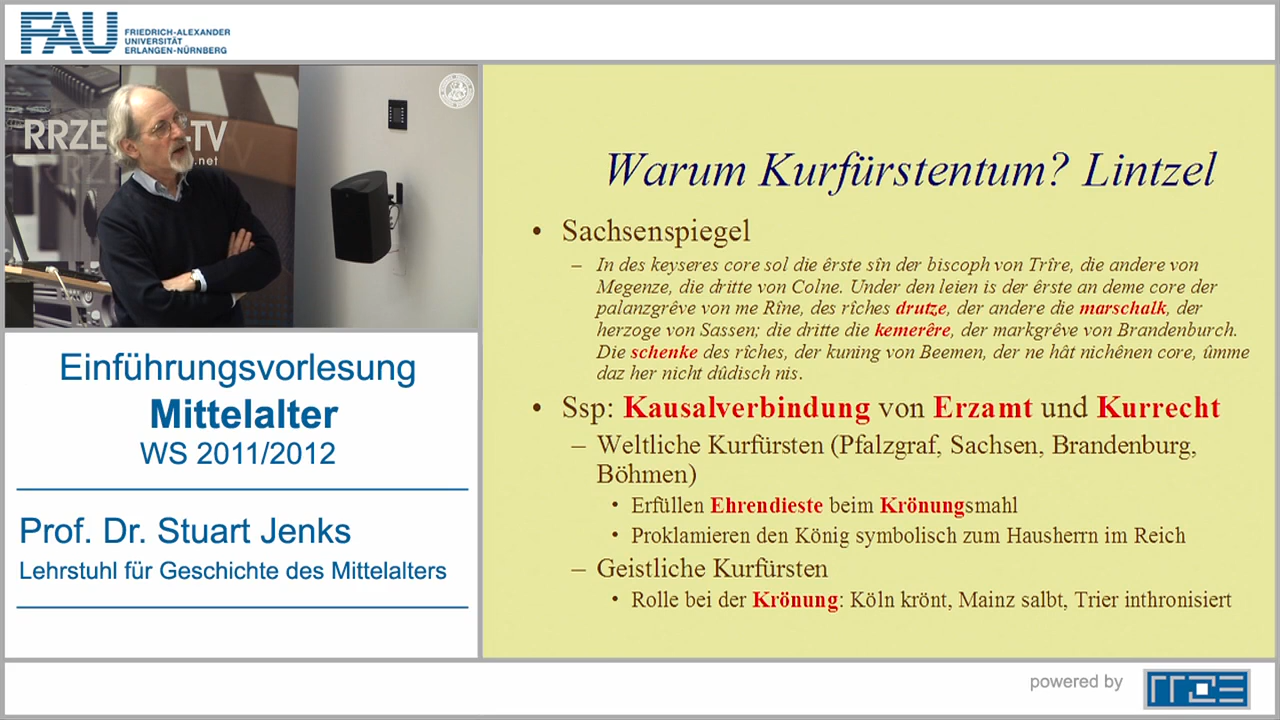 FAU FRIEDRICH-ALEXANDER
UNIVERSITÄT
ERLANGEN-NÜRNBERG
RRZE -TV
.net
Einführungsvorlesung
Mittelalter
WS 2011/2012
Prof. Dr. Stuart Jenks
Lehrstuhl für Geschichte des Mittelalters
Warum Kurfürstentum? Lintzel
• Sachsenspiegel
– In des keyseres core sol die êrste sîn der biscoph von Trîre, die andere von
Megenze, die dritte von Colne. Under den leien is der êrste an deme core der
palanzgrêve von me Rîne, des rîches drutze, der andere die marschalk, der
herzoge von Sassen; die dritte die kemerêre, der markgrêve von Brandenburch.
Die schenke des rîches, der kuning von Beemen, der ne hât nichênen core, ûmme
daz her nicht dûdisch nis.
• Ssp: Kausalverbindung von Erzamt und Kurrecht
– Weltliche Kurfürsten (Pfalzgraf, Sachsen, Brandenburg,
Böhmen)
• Erfüllen Ehrendieste beim Krönungsmahl
• Proklamieren den König symbolisch zum Hausherrn im Reich
– Geistliche Kurfürsten
• Rolle bei der Krönung: Köln krönt, Mainz salbt, Trier inthronisiert
powered by
rrze